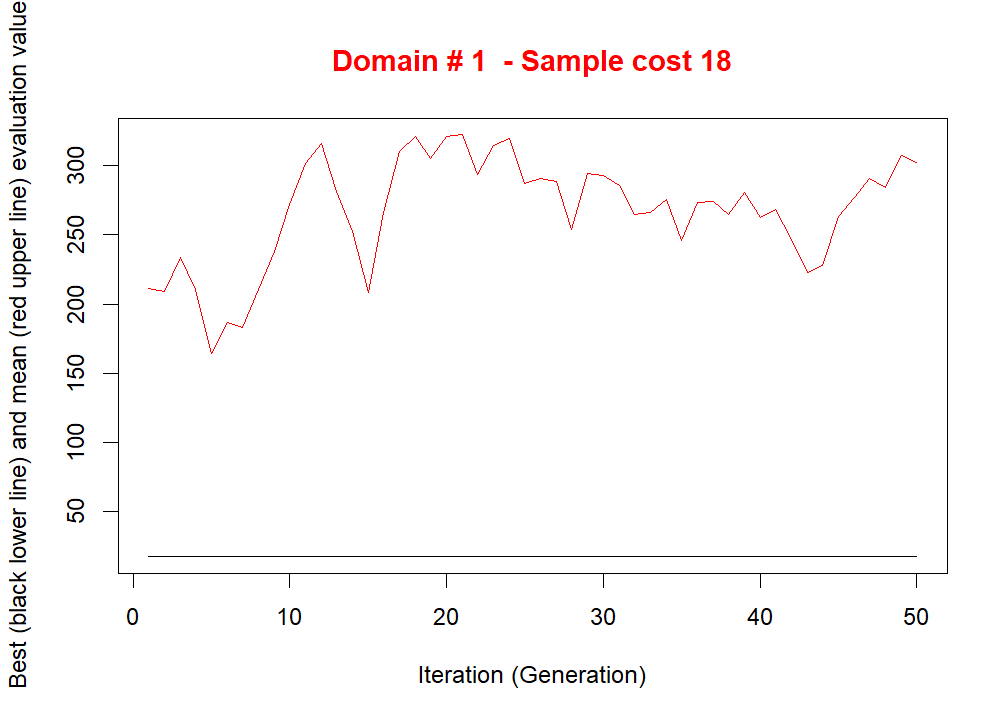 Domain # 1  - Sample cost 18
Best (black lower line) and mean (red upper line) evaluation value
300
250
200
150
100
50
0 10 20 30 40 50
Iteration (Generation)